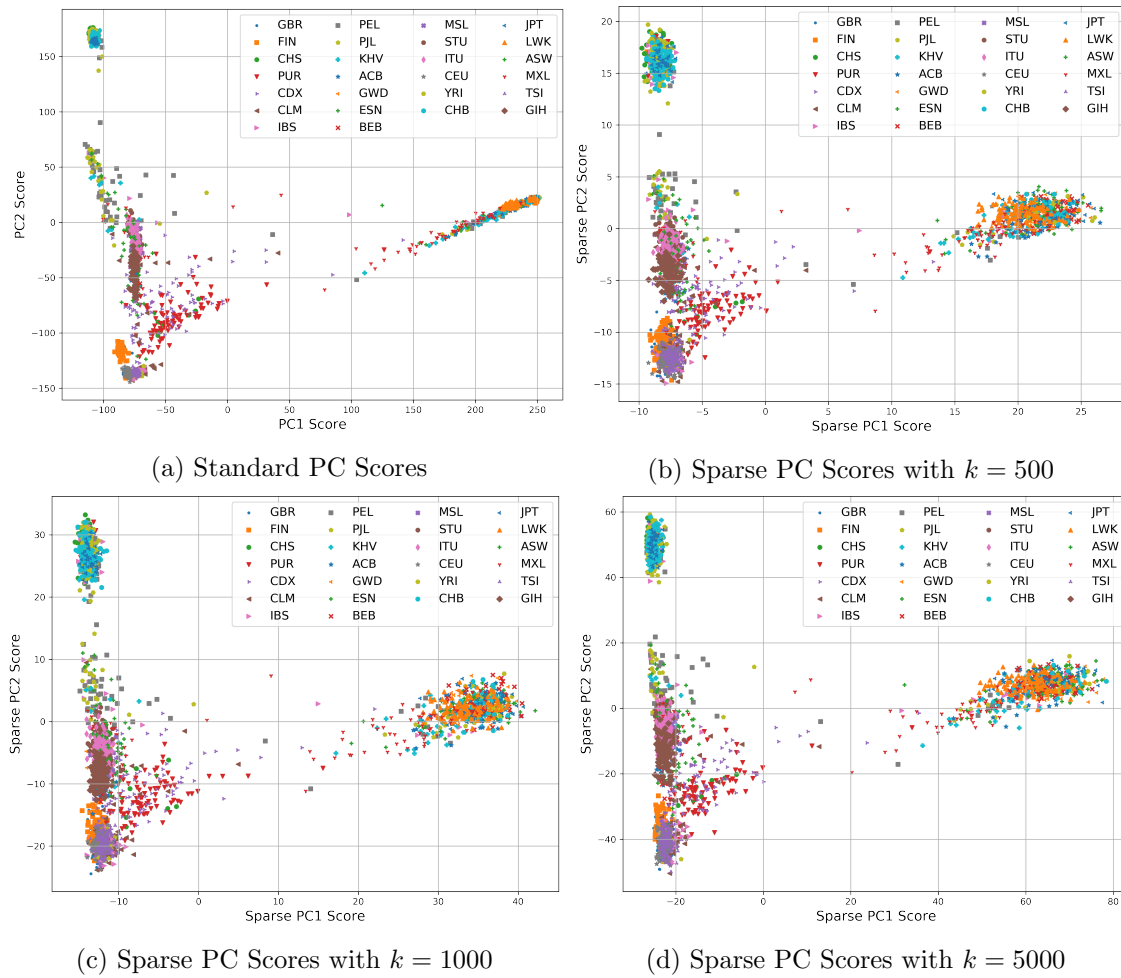 GBR PEL MSL JPT
FIN PJL STU LWK
CHS KHV ITU ASW
PUR ACB CEU MXL
CDX GWD YRI TSI
CLM ESN CHB GIH
IBS BEB
150
100
50
0
−50
−100
−150
PC2 Score
−100 −50 0 50 100 150 200 250
PC1 Score
(a) Standard PC Scores
GBR PEL MSL JPT
FIN PJL STU LWK
CHS KHV ITU ASW
PUR ACB CEU MXL
CDX GWD YRI TSI
CLM ESN CHB GIH
IBS BEB
20
15
10
5
0
−5
−10
−15
Sparse PC2 Score
−10 −5 0 5 10 15 20 25
Sparse PC1 Score
(b) Sparse PC Scores with k = 500
GBR PEL MSL JPT
FIN PJL STU LWK
CHS KHV ITU ASW
PUR ACB CEU MXL
CDX GWD YRI TSI
CLM ESN CHB GIH
IBS BEB
30
20
10
0
−10
−20
Sparse PC2 Score
−10 0 10 20 30 40
Sparse PC1 Score
(c) Sparse PC Scores with k = 1000
GBR PEL MSL JPT
FIN PJL STU LWK
CHS KHV ITU ASW
PUR ACB CEU MXL
CDX GWD YRI TSI
CLM ESN CHB GIH
IBS BEB
60
40
20
0
−20
−40
Sparse PC2 Score
−20 0 20 40 60 80
Sparse PC1 Score
(d) Sparse PC Scores with k = 5000